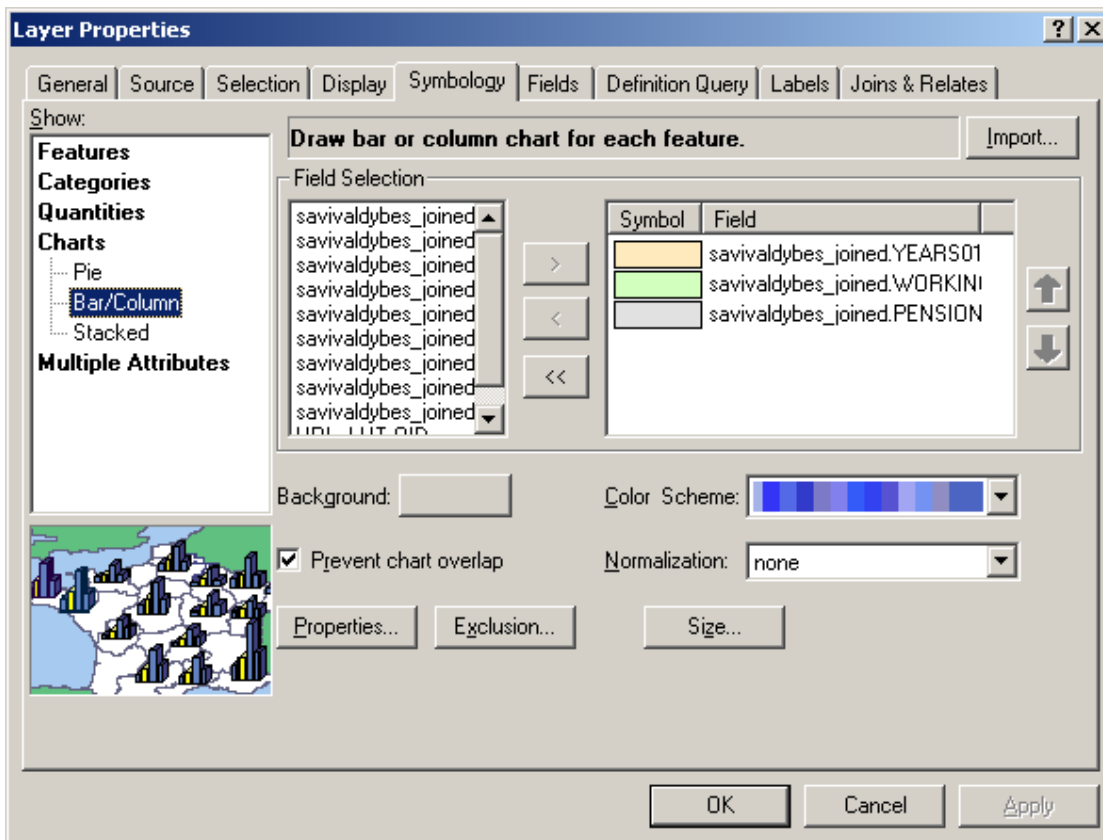 Layer Properties
General Source Selection Display Symbology Fields Definition Query Labels Joins & Relates
Show:
Features
Categories
Quantities
Charts
Pie
Bar/Column
Stacked
Multiple Attributes
Draw bar or column chart for each feature.
Import...
Field Selection
savivaldybes_joined
savivaldybes_joined
savivaldybes_joined
savivaldybes_joined
savivaldybes_joined
savivaldybes_joined
savivaldybes_joined
savivaldybes_joined
savivaldybes_joined
>
<
<<
Symbol Field
savivaldybes_joined.YEARS01
savivaldybes_joined.WORKIN
savivaldybes_joined.PENSION
Background:
Color Scheme:
Prevent chart overlap
Normalization: none
Properties... Exclusion... Size...
OK Cancel Apply